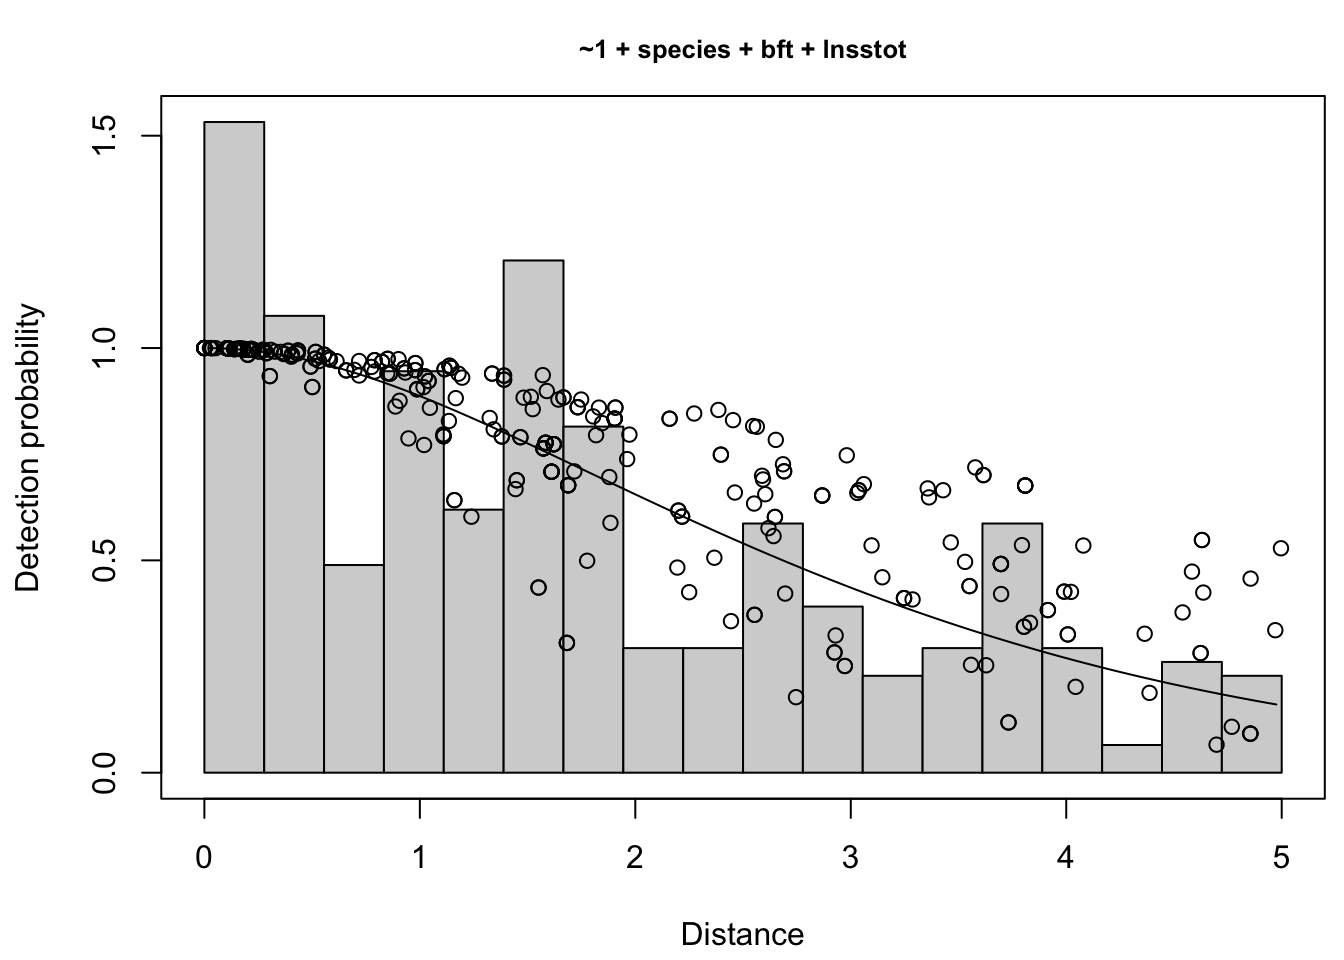 ~1 + species + bft + lnsstot
Detection probability
1.5
1.0
0.5
0.0
0 1 2 3 4 5
Distance